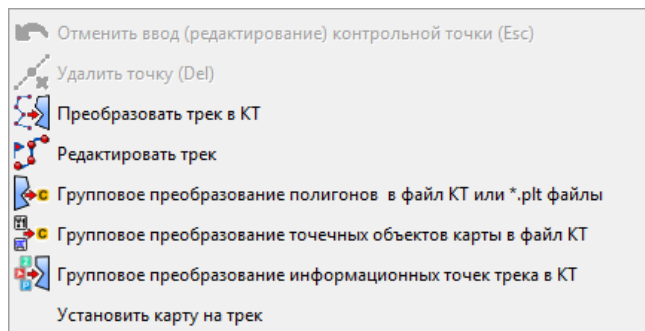 Отменить ввод (редактирование) контрольной точки (Esc)
Удалить точку (Del)
Преобразовать трек в КТ
Редактировать трек
Групповое преобразование полигонов  в файл КТ или *.plt файлы
Групповое преобразование точечных объектов карты в файл КТ
Групповое преобразование информационных точек трека в КТ
Установить карту на трек